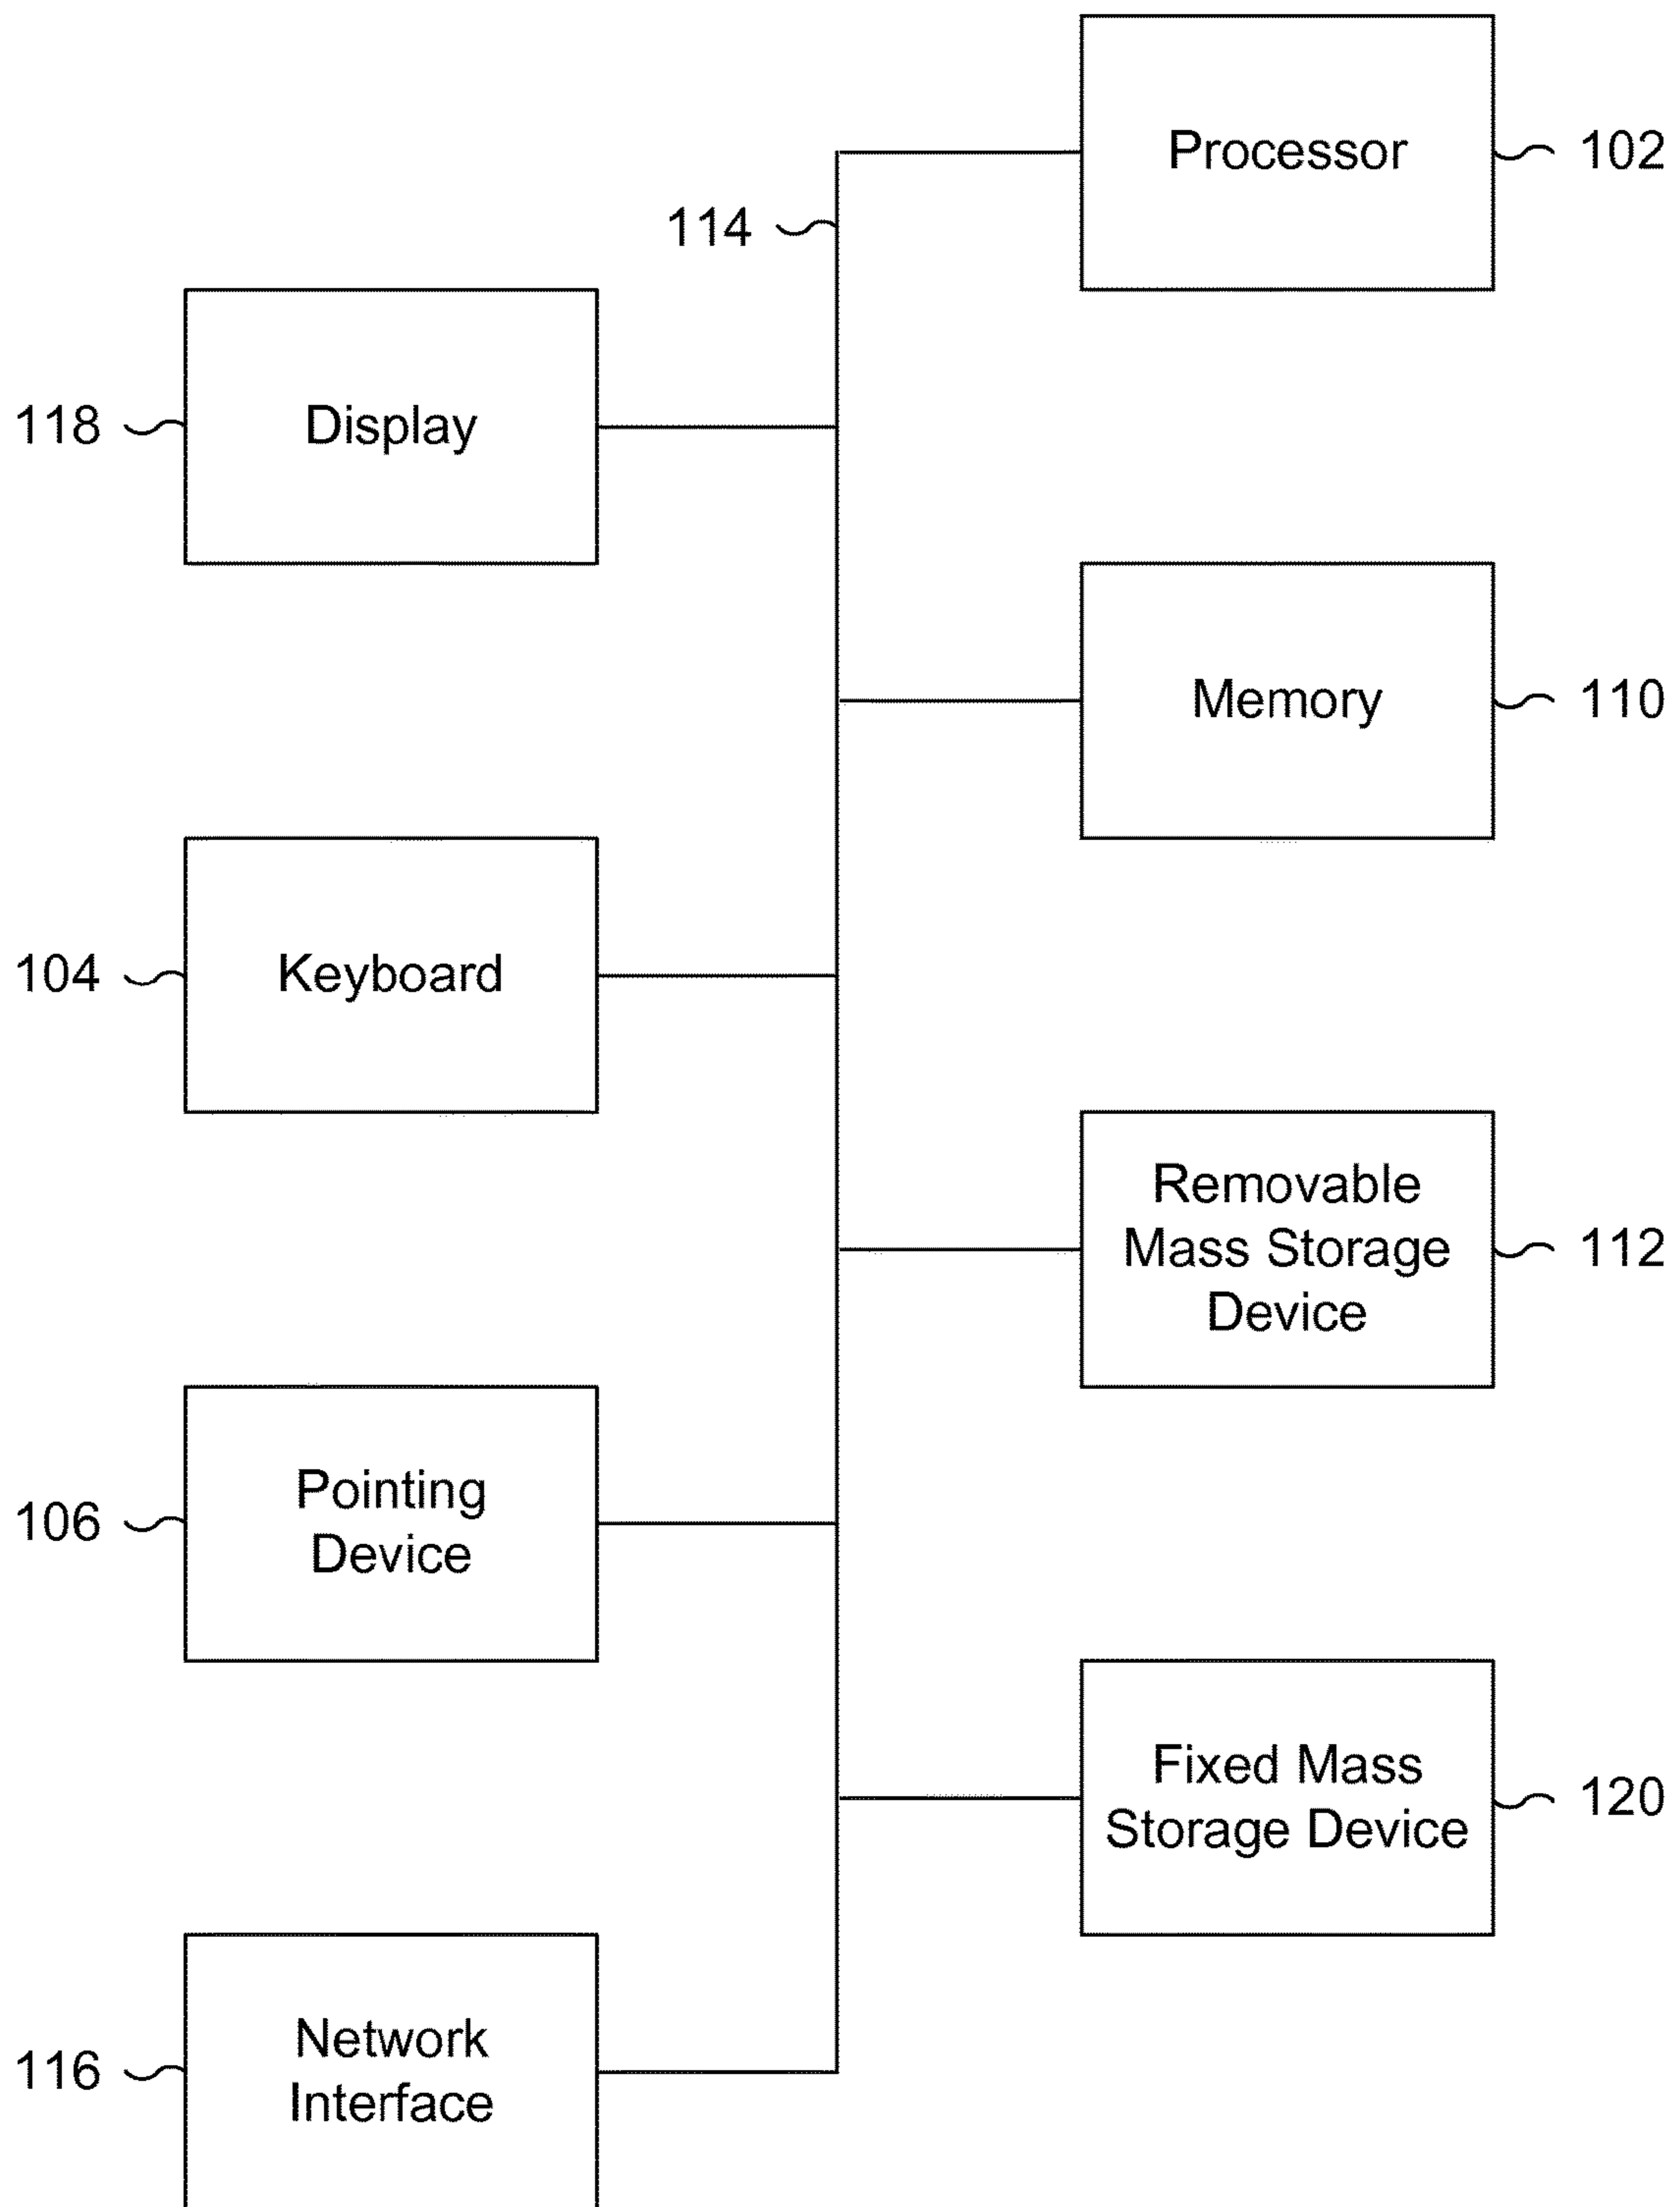 Processor
102
114
118
Display
Memory
110
104
Keyboard
Removable
Mass Storage
Device
112
106
Pointing
Device
Fixed Mass
Storage Device
120
116
Network
Interface